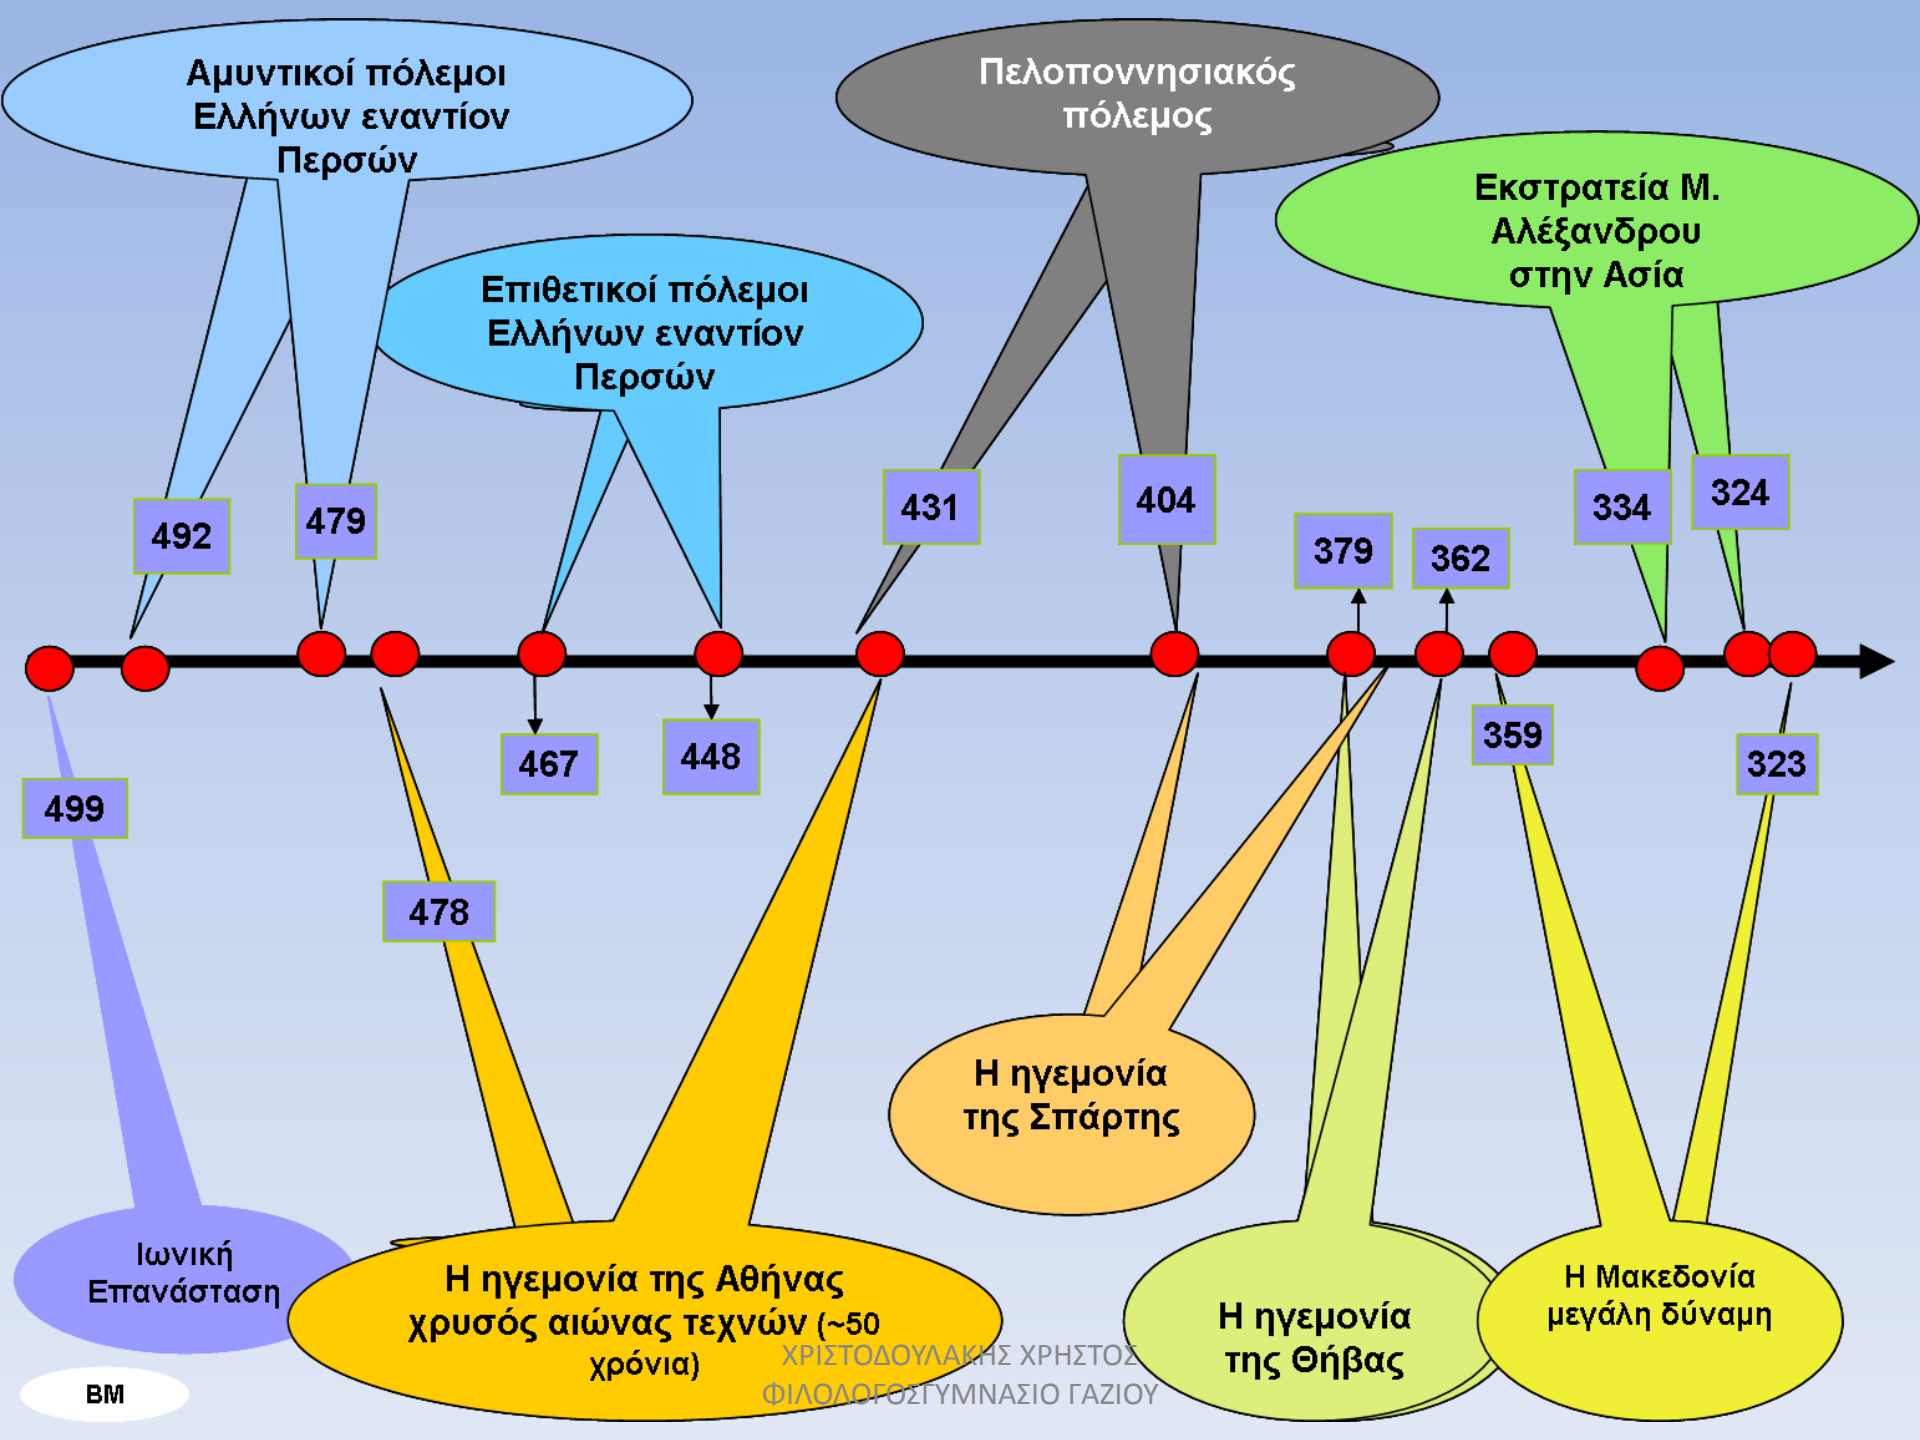 Αμυντικοί πόλεμοι
Ελλήνων εναντίον
Περσών
Πελοποννησιακός
πόλεμος
Εκστρατεία Μ.
Αλέξανδρου
στην Ασία
Επιθετικοί πόλεμοι
Ελλήνων εναντίον
Περσών
492
479
431
404
379
362
334
324
499
478
467
448
359
323
Η ηγεμονία
της Σπάρτης
Ιωνική
Επανάσταση
Η ηγεμονία της Αθήνας
χρυσός αιώνας τεχνών (~50
χρόνια)
Η ηγεμονία
της Θήβας
Η Μακεδονία
μεγάλη δύναμη
ΧΡΙΣΤΟΔΟΥΛΑΚΗΣ ΧΡΗΣΤΟΣ
ΦΙΛΟΛΟΓΟΣΓΥΜΝΑΣΙΟ ΓΑΖΙΟΥ
ΒΜ